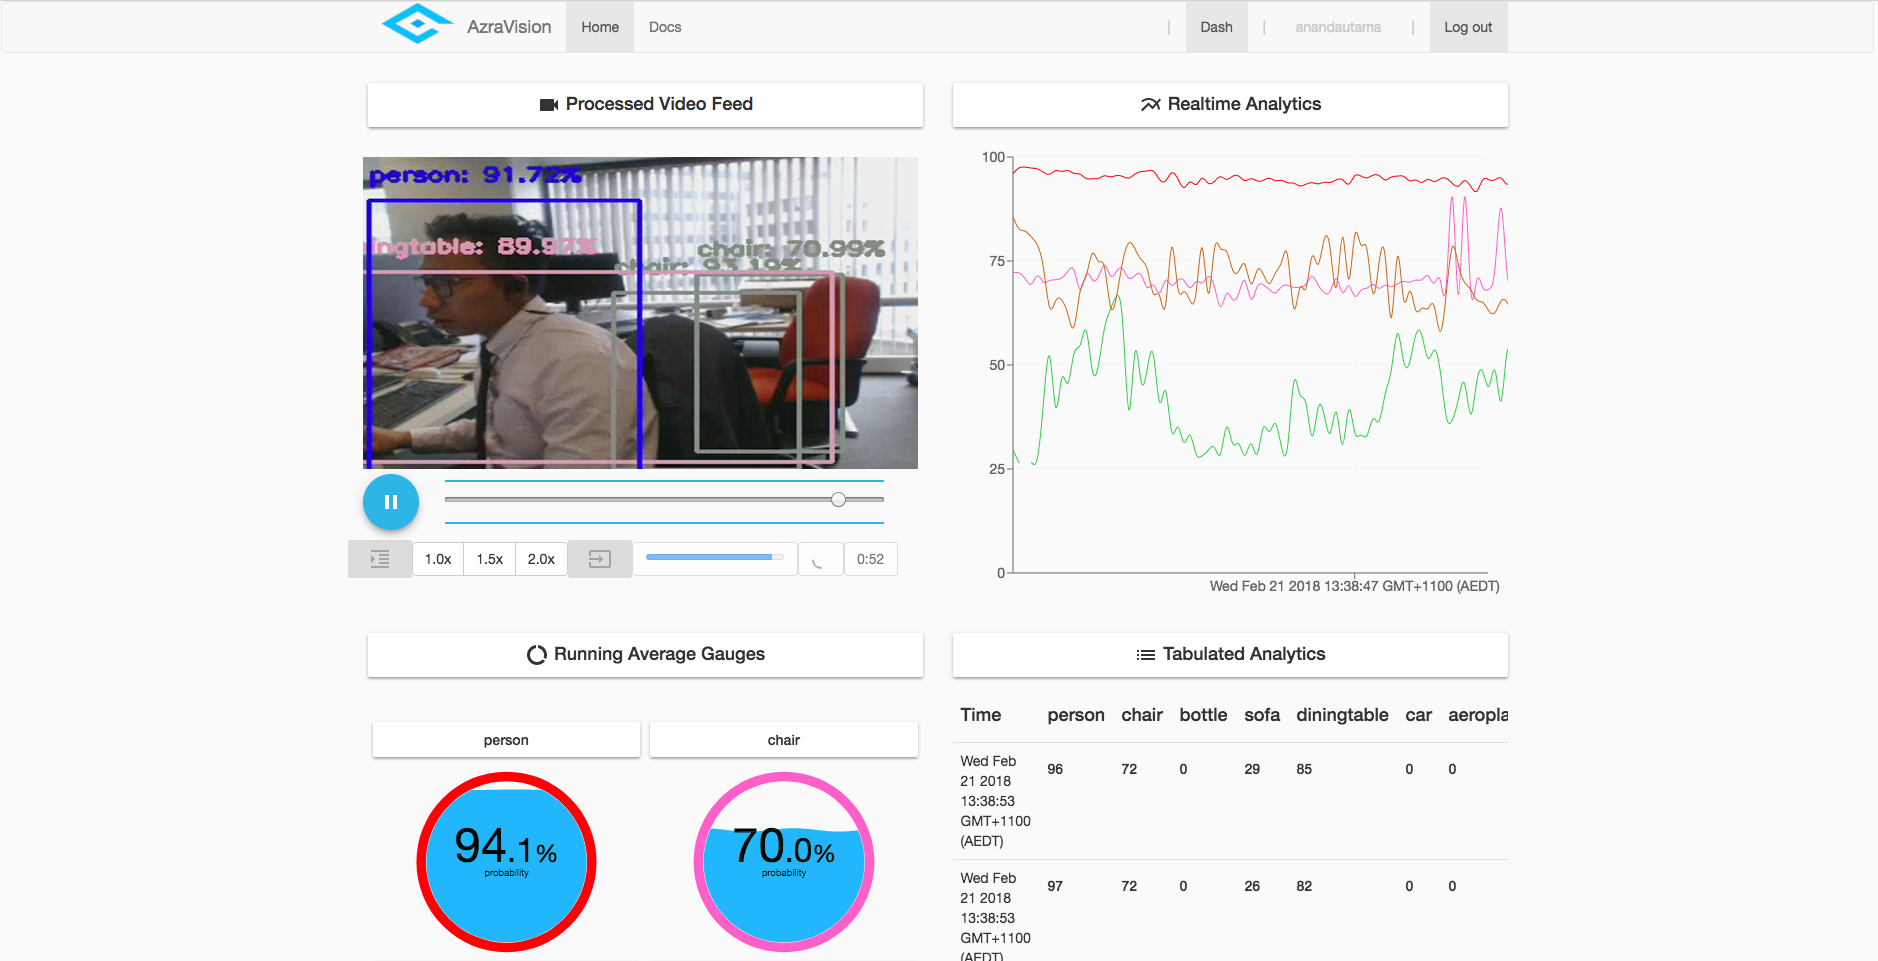 AzraVision
Home
Docs
|
Dash
|
anandautama
|
Log out
Processed Video Feed
Realtime Analytics
person: 91.72%
ingtable: 89.97%
chair: 70.99%
chair: 93.19%
1.0x
1.5x
2.0x
0:52
100
75
50
25
0
Wed Feb 21 2018 13:38:47 GMT+1100 (AEDT)
Running Average Gauges
Tabulated Analytics
person
chair
94.1%
probability
70.0%
probability
Time person chair bottle sofa diningtable car aeropla
Wed Feb
21 2018
13:38:53
GMT+1100
(AEDT)
96 72 0 29 85 0 0
Wed Feb
21 2018
13:38:53
GMT+1100
(AEDT)
97 72 0 26 82 0 0